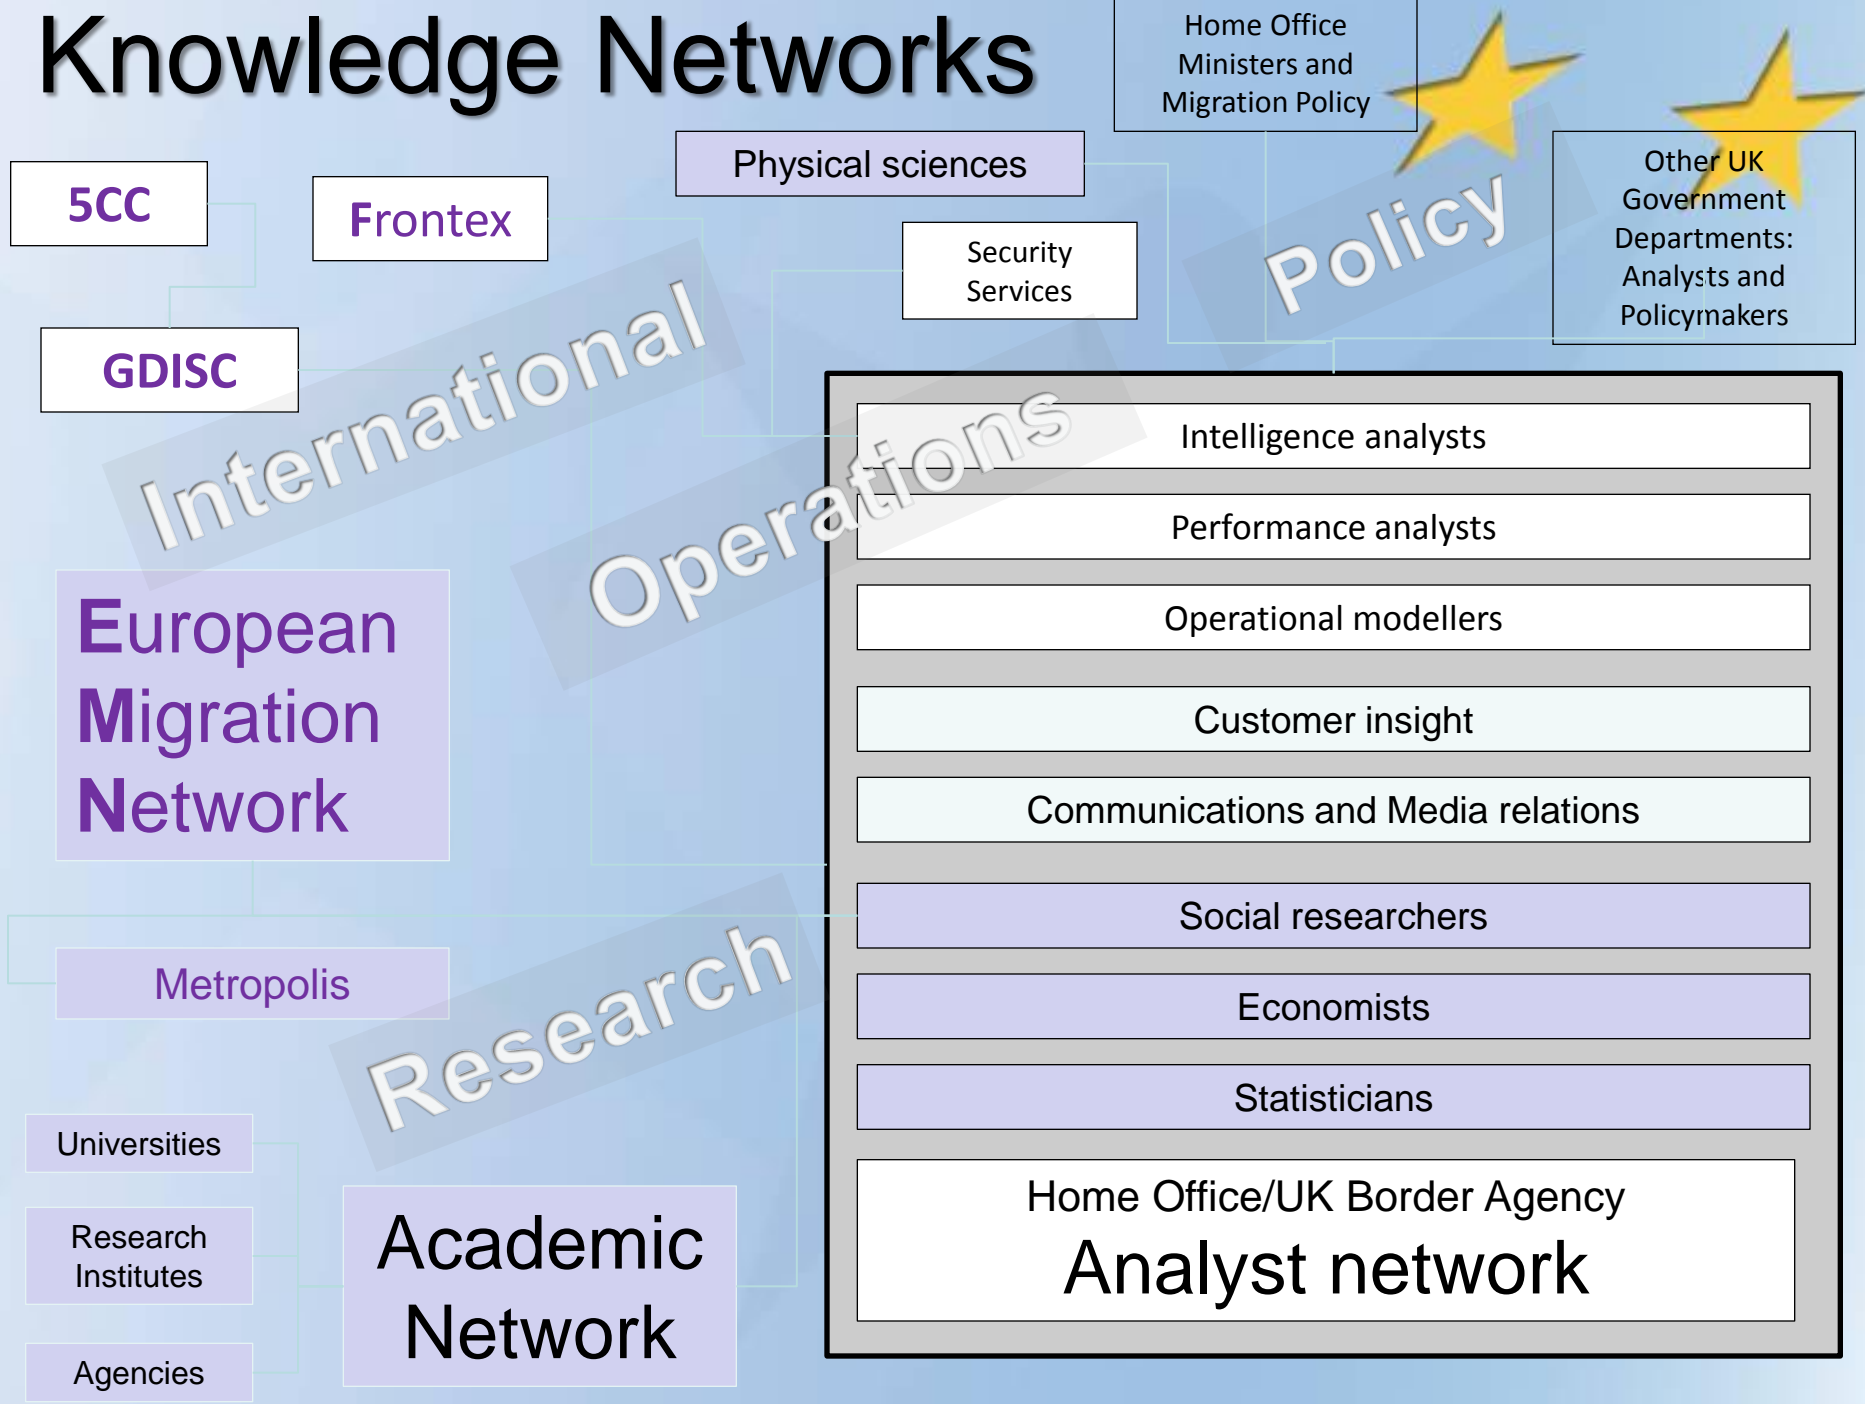 Knowledge Networks
Home Office
Ministers and
Migration Policy
Physical sciences
Other UK
Government
Departments:
Analysts and
Policymakers
5CC
Frontex
Security
Services
Policy
GDISC
International
Operations
Intelligence analysts
Performance analysts
Operational modellers
Customer insight
Communications and Media relations
Social researchers
Economists
Statisticians
Home Office/UK Border Agency
Analyst network
European
Migration
Network
Metropolis
Research
Universities
Research
Institutes
Agencies
Academic
Network